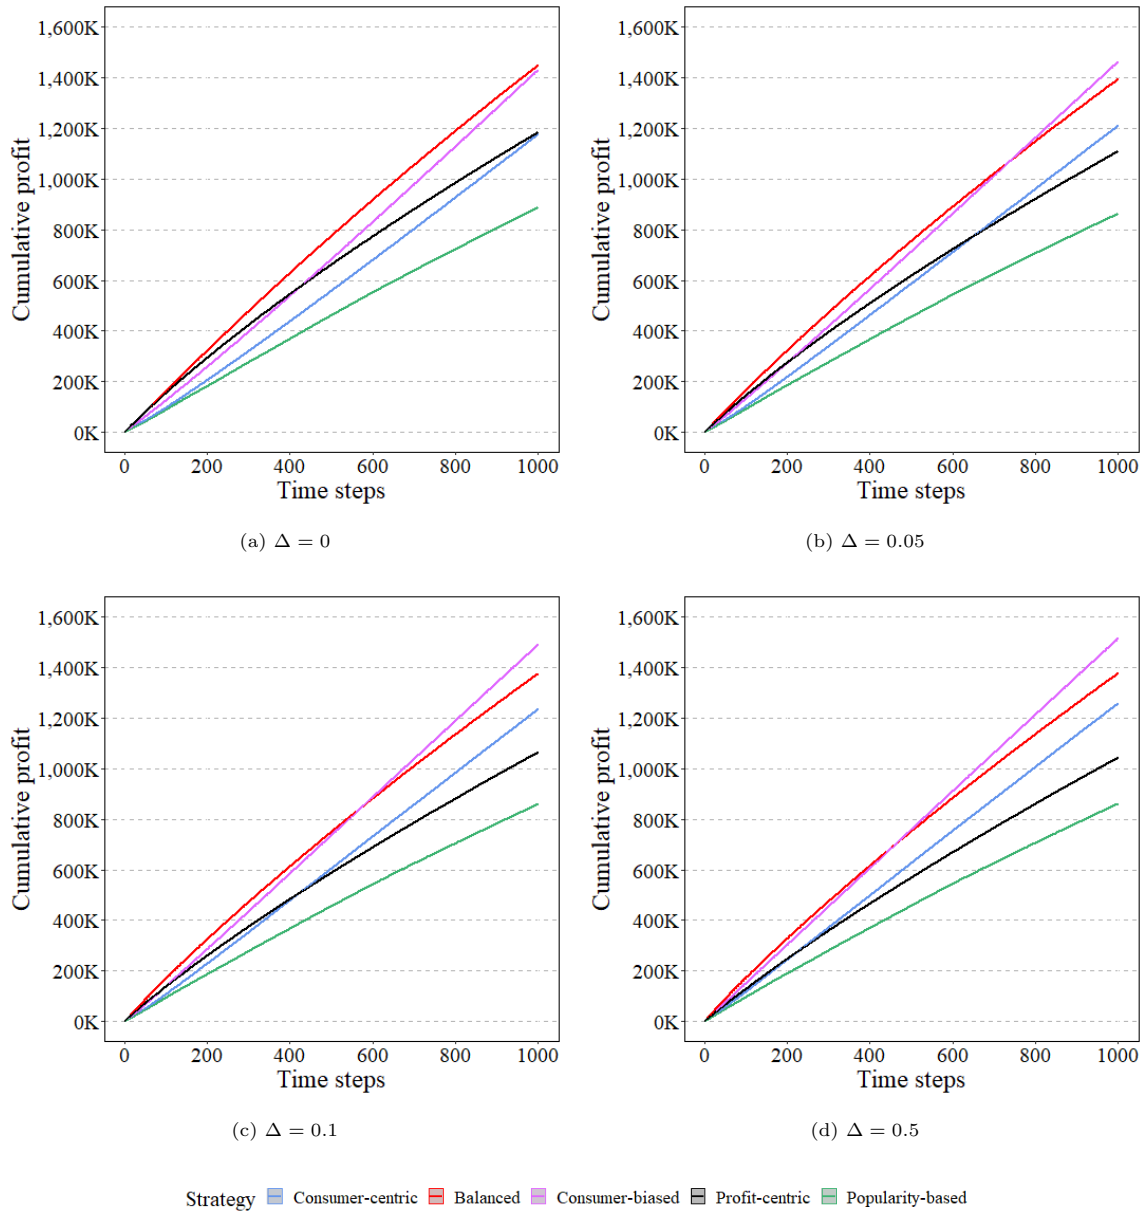 1,600K
1,400K
1,200K
1,000K
800K
600K
400K
200K
0K
Cumulative profit
0 200 400 600 800 1000
Time steps
(a) Δ = 0
1,600K
1,400K
1,200K
1,000K
800K
600K
400K
200K
0K
Cumulative profit
0 200 400 600 800 1000
Time steps
(b) Δ = 0.05
1,600K
1,400K
1,200K
1,000K
800K
600K
400K
200K
0K
Cumulative profit
0 200 400 600 800 1000
Time steps
(c) Δ = 0.1
1,600K
1,400K
1,200K
1,000K
800K
600K
400K
200K
0K
Cumulative profit
0 200 400 600 800 1000
Time steps
(d) Δ = 0.5
Strategy Consumer-centric Balanced Consumer-biased Profit-centric Popularity-based